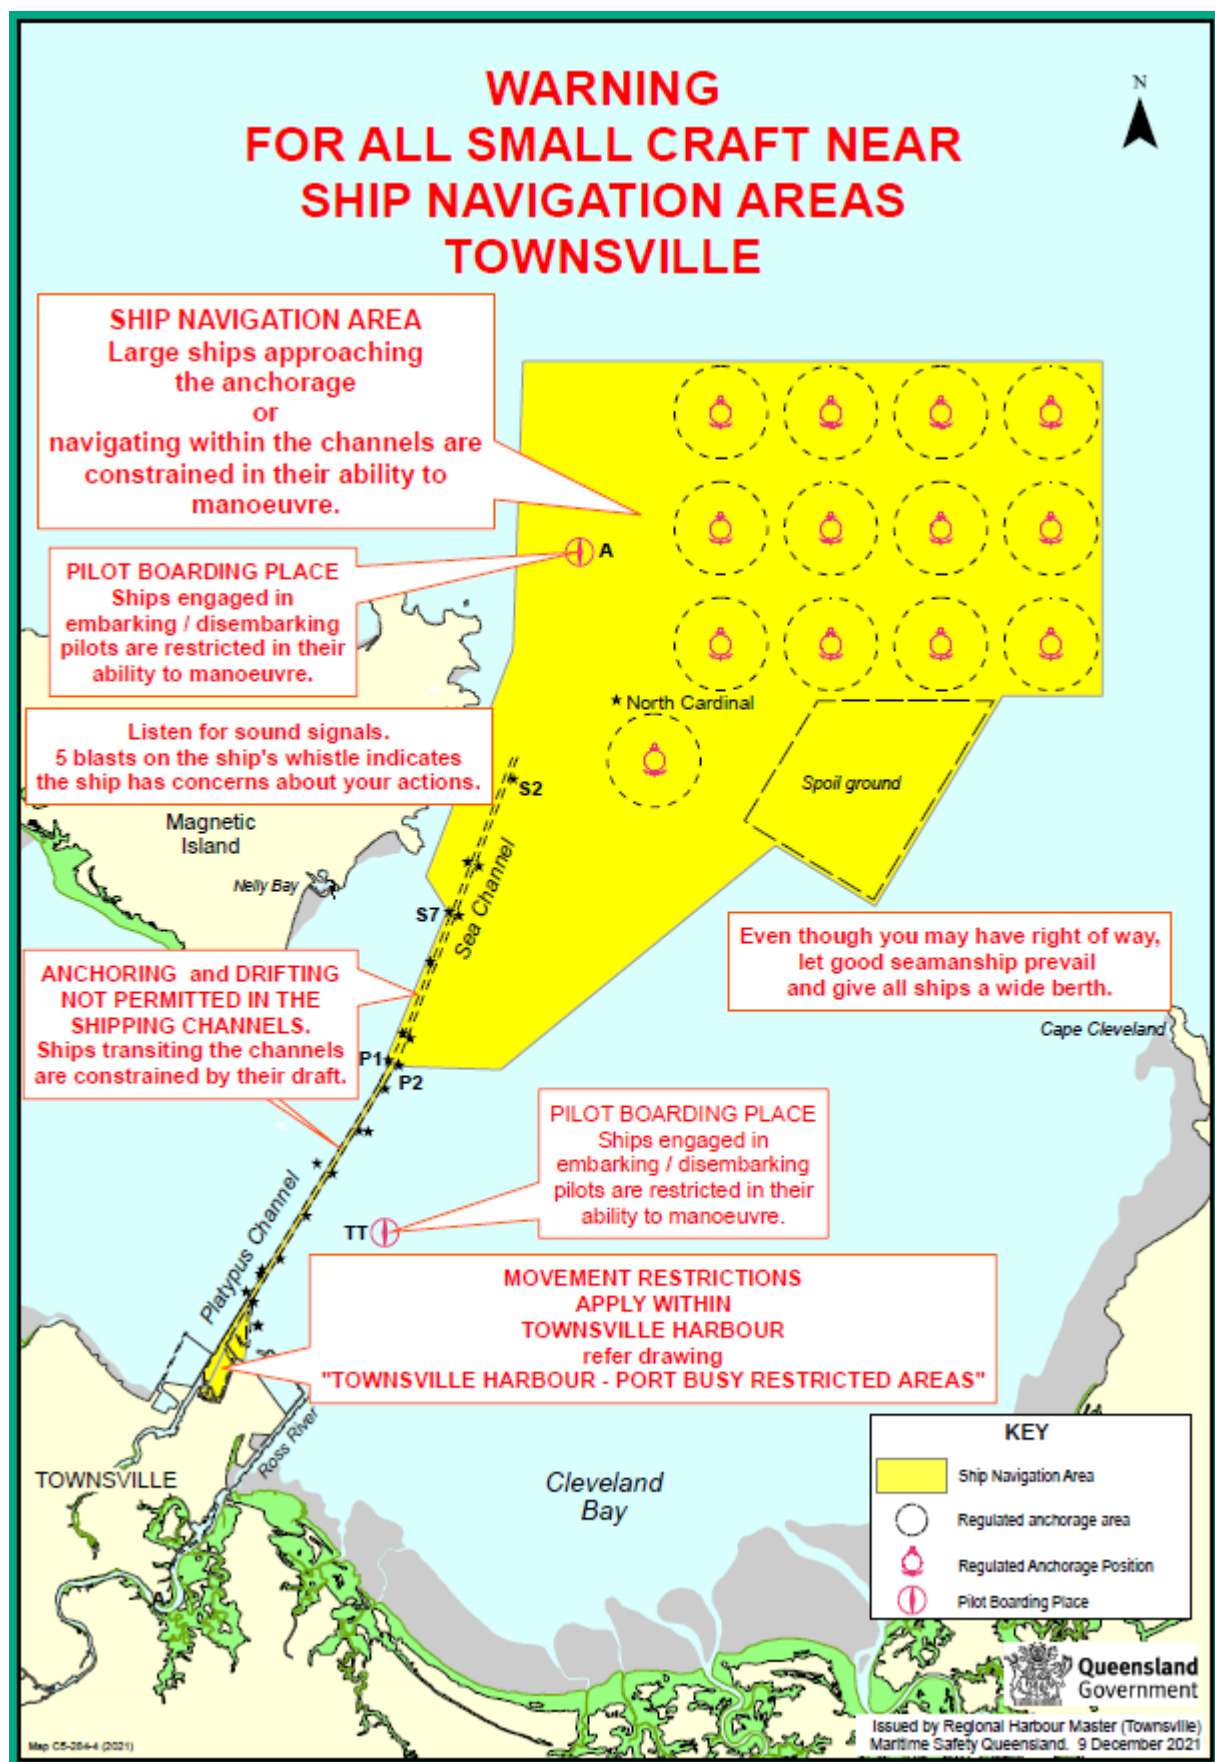 WARNING
FOR ALL SMALL CRAFT NEAR
SHIP NAVIGATION AREAS
TOWNSVILLE
N
SHIP NAVIGATION AREA
Large ships approaching
the anchorage
or
navigating within the channels are
constrained in their ability to
manoeuvre.
A
PILOT BOARDING PLACE
Ships engaged in
embarking / disembarking
pilots are restricted in their
ability to manoeuvre.
North Cardinal
Listen for sound signals.
5 blasts on the ship's whistle indicates
the ship has concerns about your actions.
S2
Spoil ground
Magnetic
Island
Nelly Bay
S7
Sea Channel
Even though you may have right of way,
let good seamanship prevail
and give all ships a wide berth.
ANCHORING and DRIFTING
NOT PERMITTED IN THE
SHIPPING CHANNELS.
Ships transiting the channels
are constrained by their draft.
Cape Cleveland
P1
P2
PILOT BOARDING PLACE
Ships engaged in
embarking / disembarking
pilots are restricted in their
ability to manoeuvre.
Platypus Channel
TT
MOVEMENT RESTRICTIONS
APPLY WITHIN
TOWNSVILLE HARBOUR
refer drawing
"TOWNSVILLE HARBOUR - PORT BUSY RESTRICTED AREAS"
Ross River
TOWNSVILLE
Cleveland
Bay
KEY
Ship Navigation Area
Regulated anchorage area
Regulated Anchorage Position
Pilot Boarding Place
Queensland
Government
Issued by Regional Harbour Master (Townsville)
Maritime Safety Queensland. 9 December 2021
Map C6-284-4 (2021)